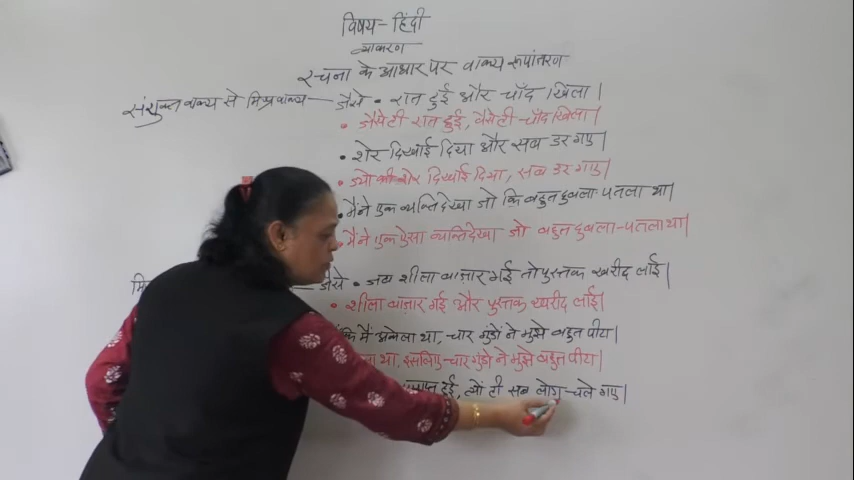 विषय - हिंदी
व्याकरण
रचना के आधार पर वाक्य रूपांतरण
संयुक्त वाक्य से मिश्र वाक्य — जैसे • रात हुई और चाँद खिला।
• जैसे ही रात हुई, वैसे ही चाँद खिला।
• शेर दिखाई दिया और सब डर गए।
• ज्यों ही शेर दिखाई दिया, सब डर गए।
• मैंने एक व्यक्ति देखा जो कि बहुत दुबला-पतला था।
• मैंने एक ऐसा व्यक्ति देखा जो बहुत दुबला-पतला था।
मि — जैसे • जब शीला बाज़ार गई तो पुस्तक खरीद लाई।
• शीला बाज़ार गई और पुस्तक खरीद लाई।
मैं अकेला था, चार गुंडों ने मुझे बहुत पीटा।
था, इसलिए चार गुंडों ने मुझे बहुत पीटा।
हुई, त्यों ही सब लोग चले गए।